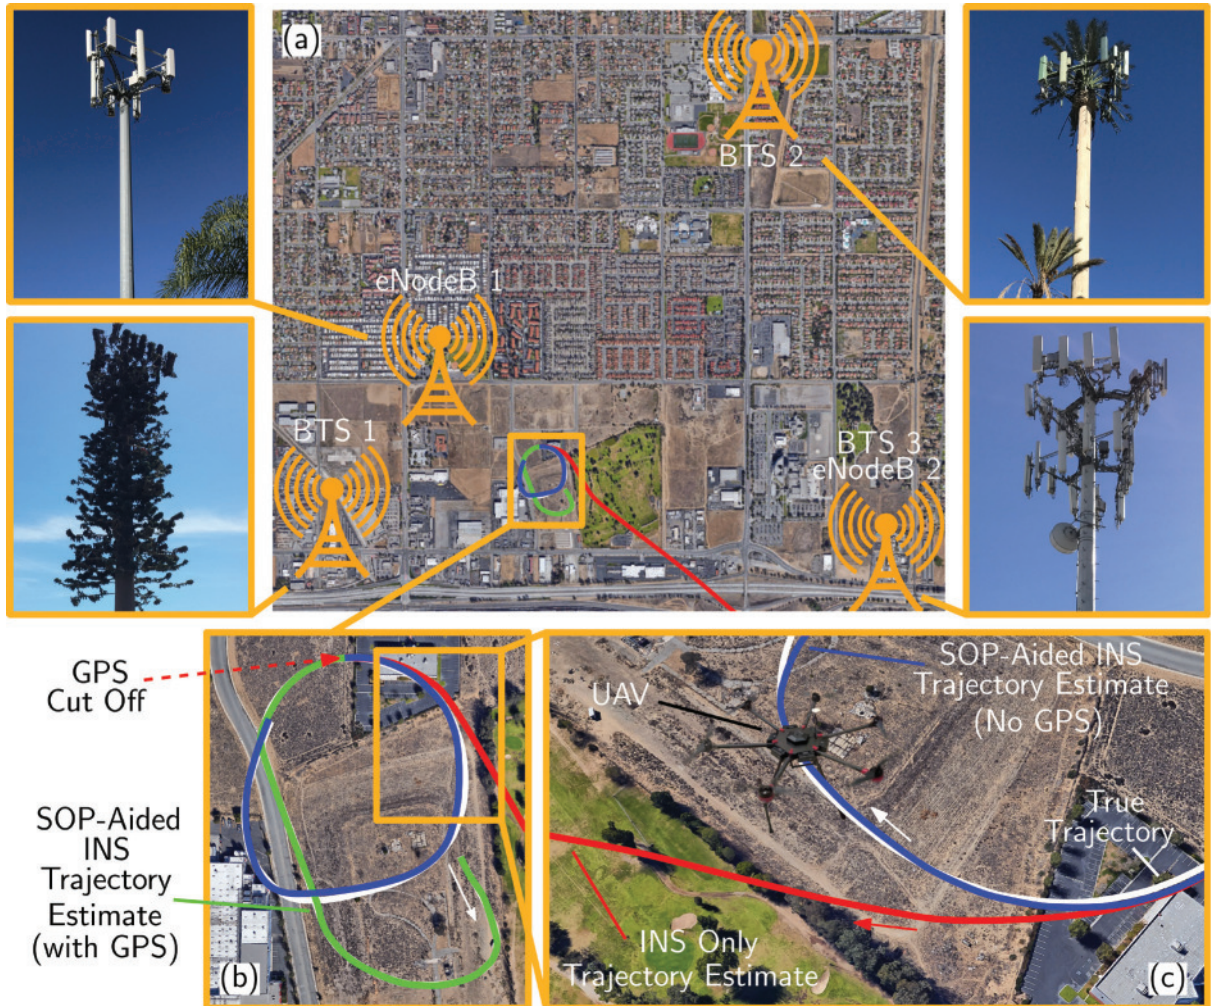 (a)
BTS 2
eNodeB 1
BTS 1
BTS 3
eNodeB 2
GPS
Cut Off
SOP-Aided
INS
Trajectory
Estimate
(with GPS)
(b)
UAV
SOP-Aided INS
Trajectory Estimate
(No GPS)
True
Trajectory
INS Only
Trajectory Estimate
(c)